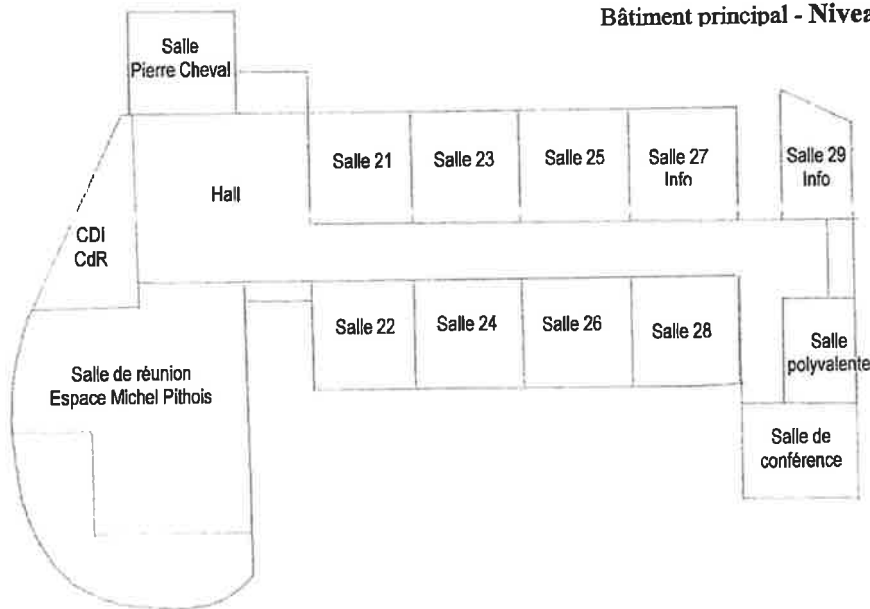 Bâtiment principal - Nivea
Salle
Pierre Cheval
Salle 21
Salle 23
Salle 25
Salle 27
Info
Salle 29
Info
Hall
CDI
CdR
Salle 22
Salle 24
Salle 26
Salle 28
Salle
polyvalente
Salle de réunion
Espace Michel Pithois
Salle de
conférence